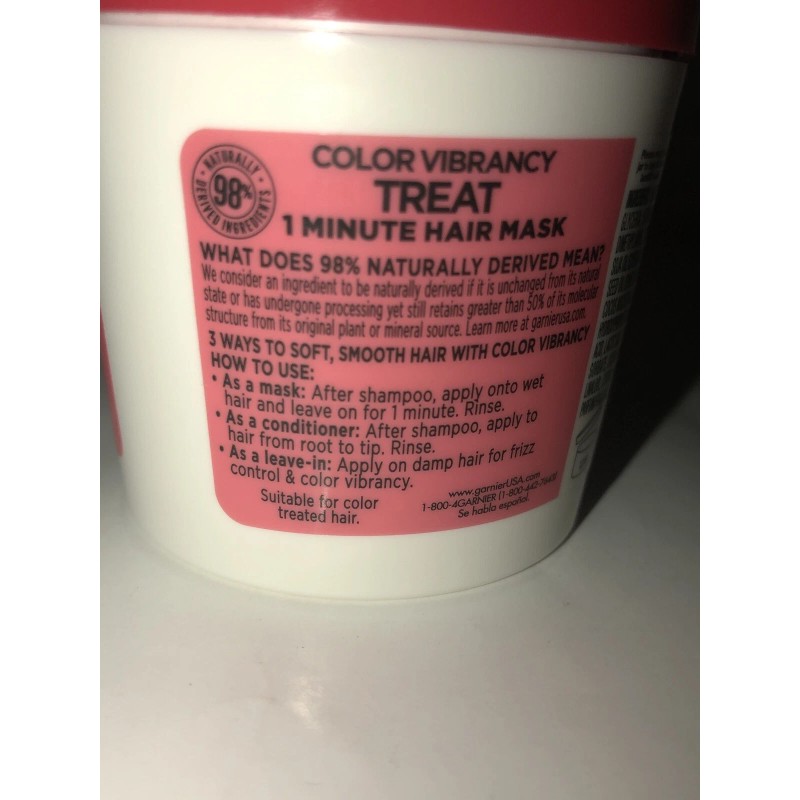 NATURALLY
98%
DERIVED INGREDIENTS
COLOR VIBRANCY
TREAT
1 MINUTE HAIR MASK
WHAT DOES 98% NATURALLY DERIVED MEAN?
We consider an ingredient to be naturally derived if it is unchanged from its natural
state or has undergone processing yet still retains greater than 50% of its molecular
structure from its original plant or mineral source. Learn more at garnierusa.com.
3 WAYS TO SOFT, SMOOTH HAIR WITH COLOR VIBRANCY
HOW TO USE:
• As a mask: After shampoo, apply onto wet
hair and leave on for 1 minute. Rinse.
• As a conditioner: After shampoo, apply to
hair from root to tip. Rinse.
• As a leave-in: Apply on damp hair for frizz
control & color vibrancy.
Suitable for color
treated hair.
www.garnierUSA.com
1-800-4GARNIER (1-800-442-7643)
Se habla español.